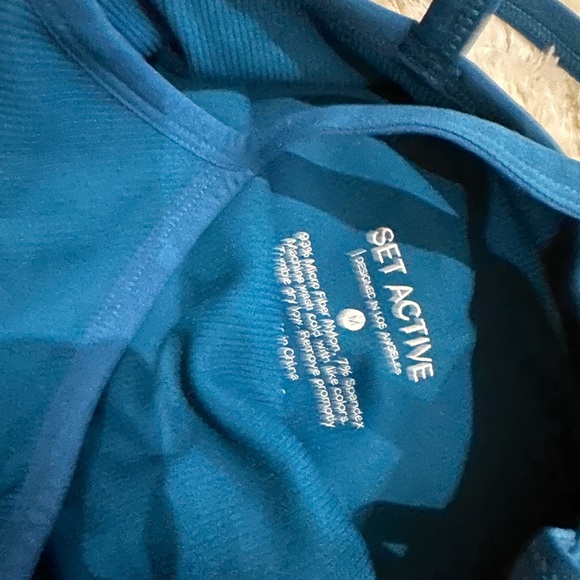 SET ACTIVE
DESIGNED IN LOS ANGELES
M
93% Micro Fiber Nylon, 7% Spandex
Machine wash cold with like colors.
Tumble dry low. Remove promptly
in China